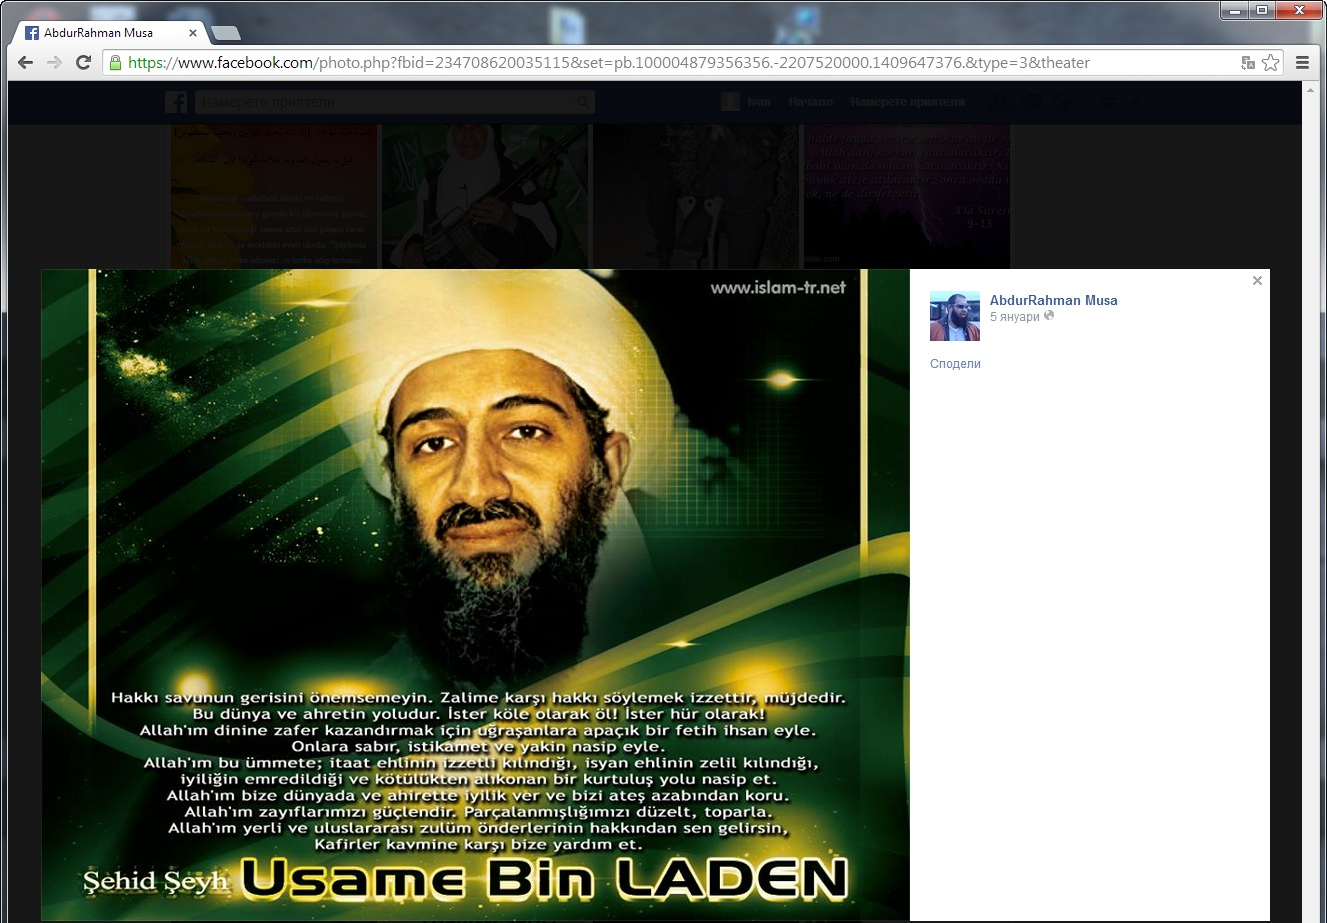 AbdurRahman Musa
https://www.facebook.com/photo.php?fbid=234708620035115&set=pb.100004879356356.-2207520000.1409647376.&type=3&theater
Намерете приятели
Ivan Начало Намерете приятели
www.islam-tr.net
AbdurRahman Musa
5 януари
Сподели
Hakkı savunun gerisini önemsemeyin. Zalime karşı hakkı söylemek izzettir, müjdedir.
Bu dünya ve ahretin yoludur. İster köle olarak öl! İster hür olarak!
Allah'ım dinine zafer kazandırmak için uğraşanlara apaçık bir fetih ihsan eyle.
Onlara sabır, istikamet ve yakin nasip eyle.
Allah'ım bu ümmete; itaat ehlinin izzetli kılındığı, isyan ehlinin zelil kılındığı,
iyiliğin emredildiği ve kötülükten alıkonan bir kurtuluş yolu nasip et.
Allah'ım bize dünyada ve ahirette iyilik ver ve bizi ateş azabından koru.
Allah'ım zayıflarımızı güçlendir. Parçalanmışlığımızı düzelt, toparla.
Allah'ım yerli ve uluslararası zulüm önderlerinin hakkından sen gelirsin,
Kafirler kavmine karşı bize yardım et.
Şehid Şeyh Usame Bin LADEN